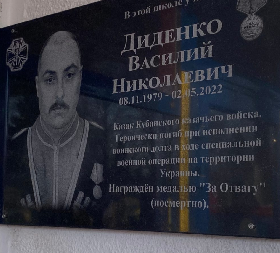 В этой школе у
ДИДЕНКО
ВАСИЛИЙ
НИКОЛАЕВИЧ
08.11.1979 - 02.05.2022
Казак Кубанского казачьего войска.
Героически погиб при исполнении
воинского долга в ходе специальной
военной операции на территории
Украины.
Награждён медалью "За Отвагу"
(посмертно).